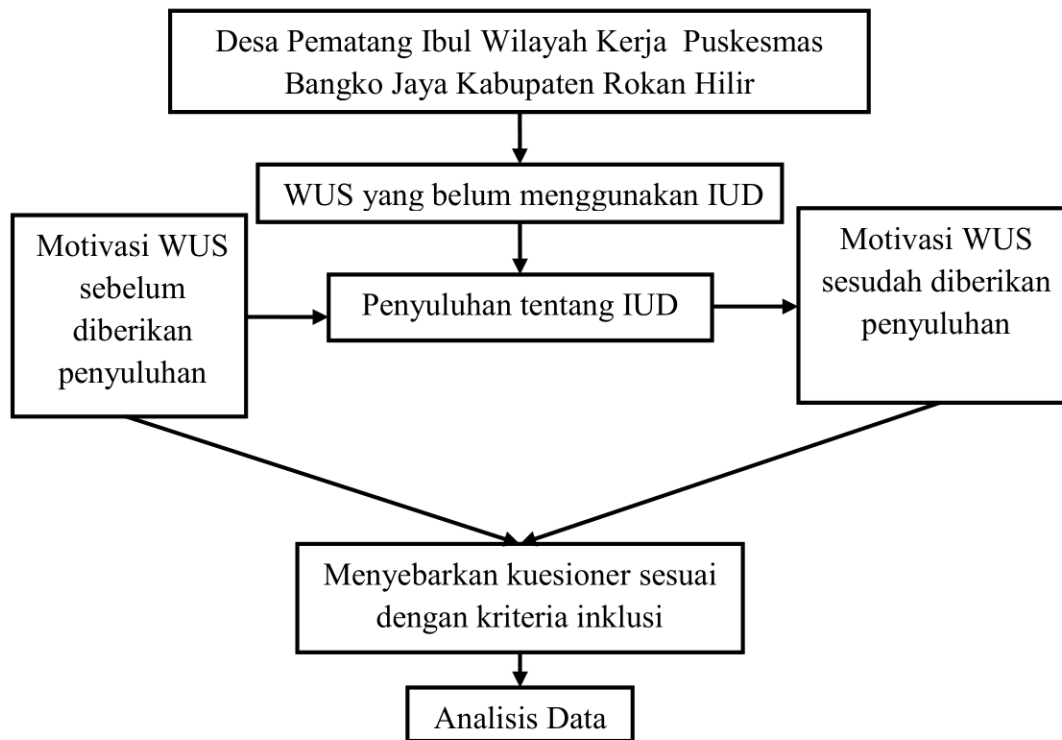 Desa Pematang Ibul Wilayah Kerja Puskesmas
Bangko Jaya Kabupaten Rokan Hilir
WUS yang belum menggunakan IUD
Motivasi WUS
sebelum
diberikan
penyuluhan
Penyuluhan tentang IUD
Motivasi WUS
sesudah diberikan
penyuluhan
Menyebarkan kuesioner sesuai
dengan kriteria inklusi
Analisis Data